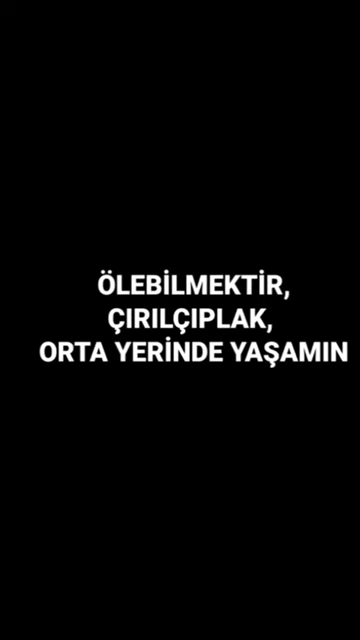 ÖLEBİLMEKTİR,
ÇIRILÇIPLAK,
ORTA YERİNDE YAŞAMIN